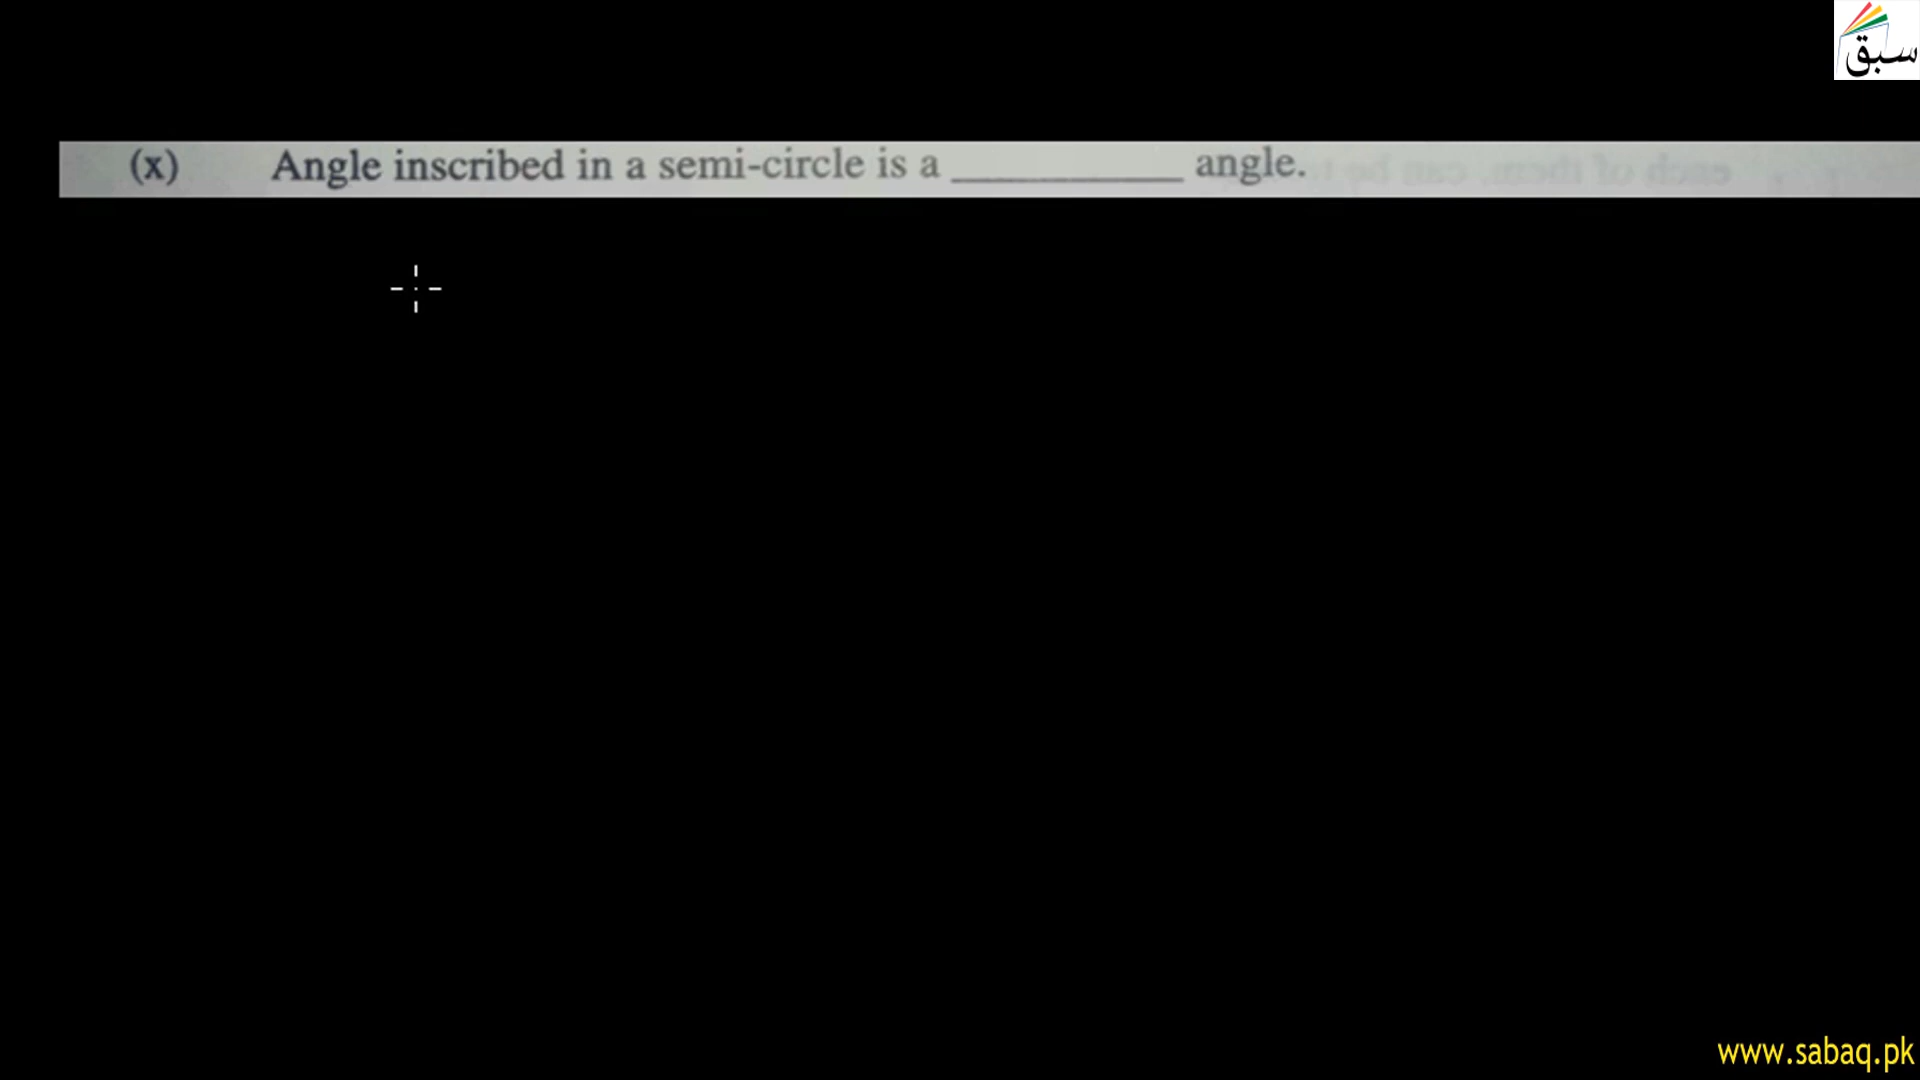 سبق
(x) Angle inscribed in a semi-circle is a __________ angle.
www.sabaq.pk